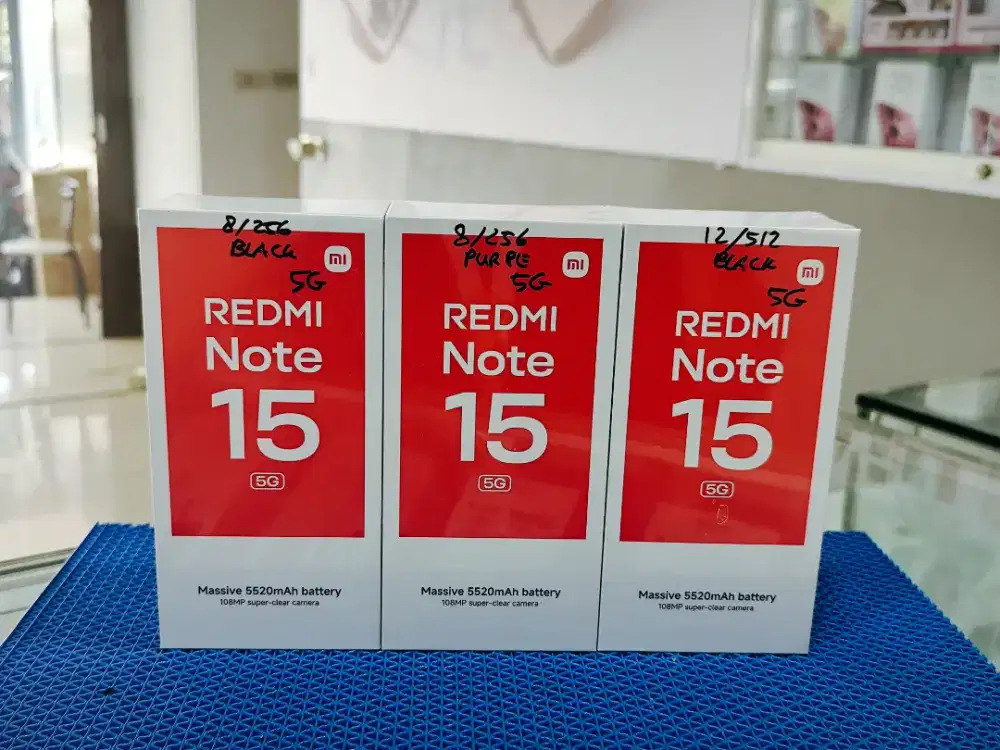 8/256
BLACK
5G
mi
REDMI
Note
15
5G
Massive 5520mAh battery
108MP super-clear camera
8/256
PURPLE
5G
mi
REDMI
Note
15
5G
Massive 5520mAh battery
108MP super-clear camera
12/512
BLACK
5G
mi
REDMI
Note
15
5G
Massive 5520mAh battery
108MP super-clear camera